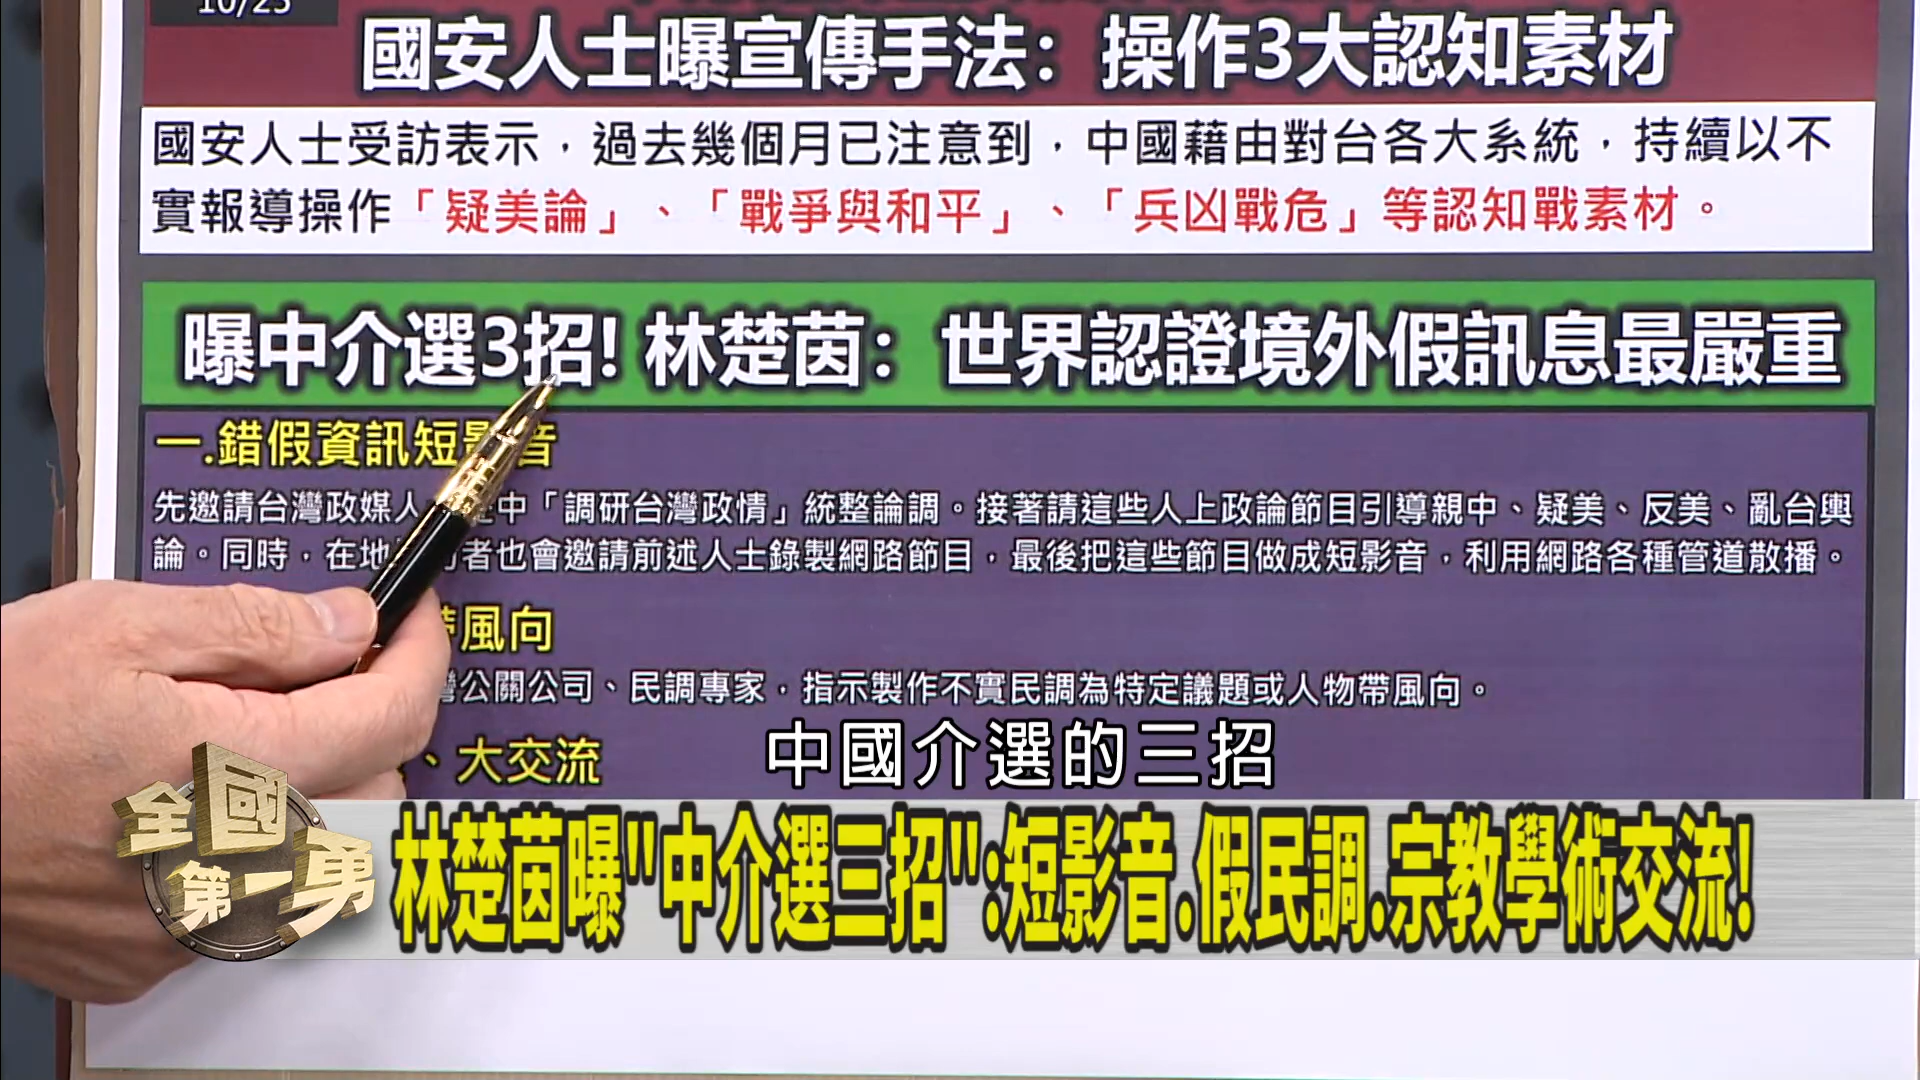 10/23
國安人士曝宣傳手法：操作3大認知素材
國安人士受訪表示，過去幾個月已注意到，中國藉由對台各大系統，持續以不
實報導操作「疑美論」、「戰爭與和平」、「兵凶戰危」等認知戰素材。
曝中介選3招! 林楚茵：世界認證境外假訊息最嚴重
一.錯假資訊短影音
先邀請台灣政媒人 中「調研台灣政情」統整論調。接著請這些人上政論節目引導親中、疑美、反美、亂台輿
論。同時，在地 者也會邀請前述人士錄製網路節目，最後把這些節目做成短影音，利用網路各種管道散播。
帶風向
灣公關公司、民調專家，指示製作不實民調為特定議題或人物帶風向。
、大交流
中國介選的三招
全國第一勇
林楚茵曝"中介選三招":短影音.假民調.宗教學術交流!